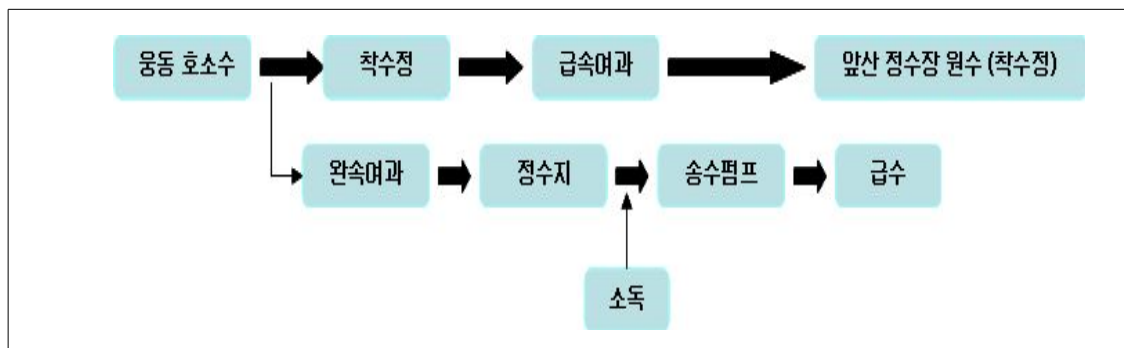 웅동 호소수
착수정
급속여과
앞산 정수장 원수 (착수정)
완속여과
정수지
송수펌프
급수
소독